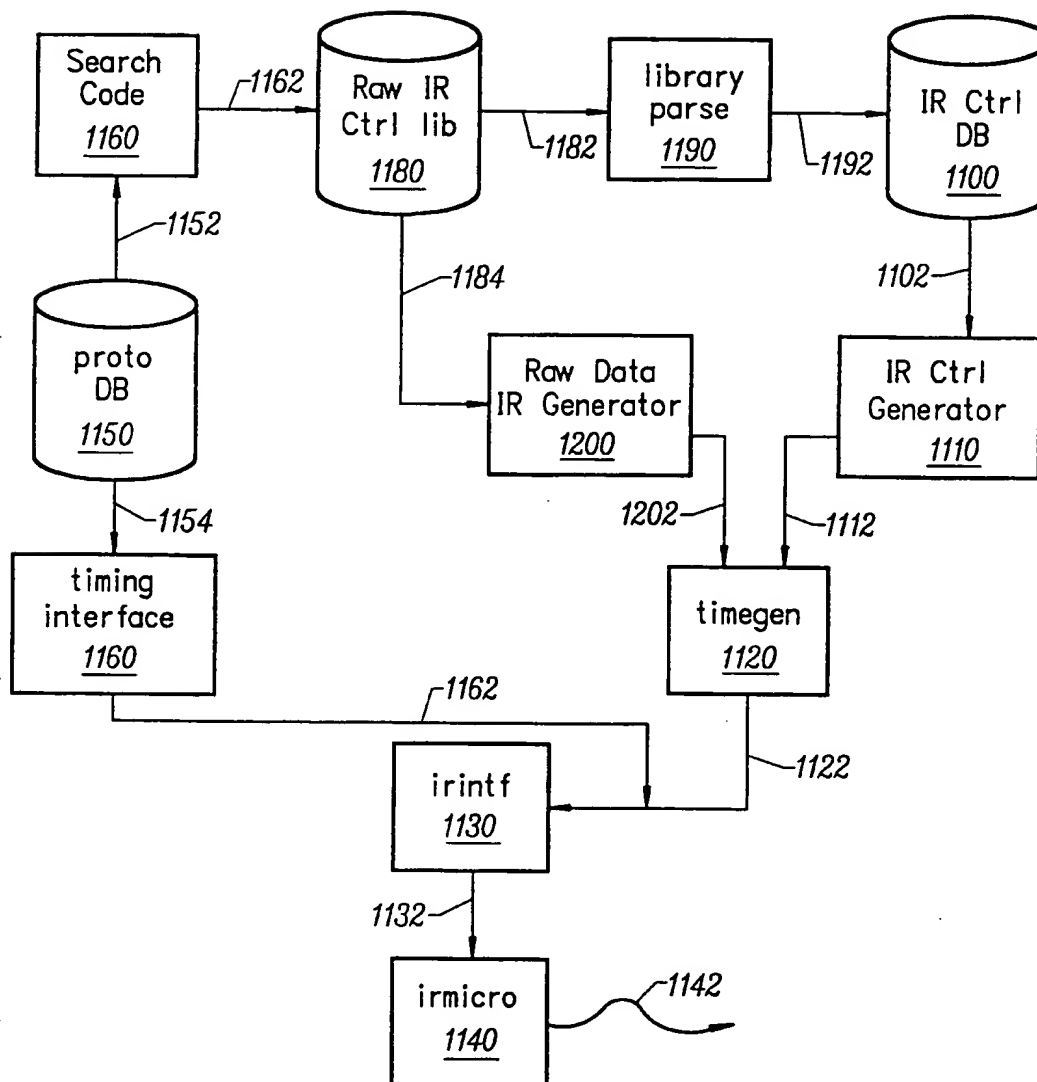 Search
Code
1160
1162
Raw IR
Ctrl lib
1180
1182
library
parse
1190
1192
IR Ctrl
DB
1100
1152
1184
1102
proto
DB
1150
Raw Data
IR Generator
1200
IR Ctrl
Generator
1110
1154
1202
1112
timing
interface
1160
timegen
1120
1162
1122
irintf
1130
1132
irmicro
1140
1142